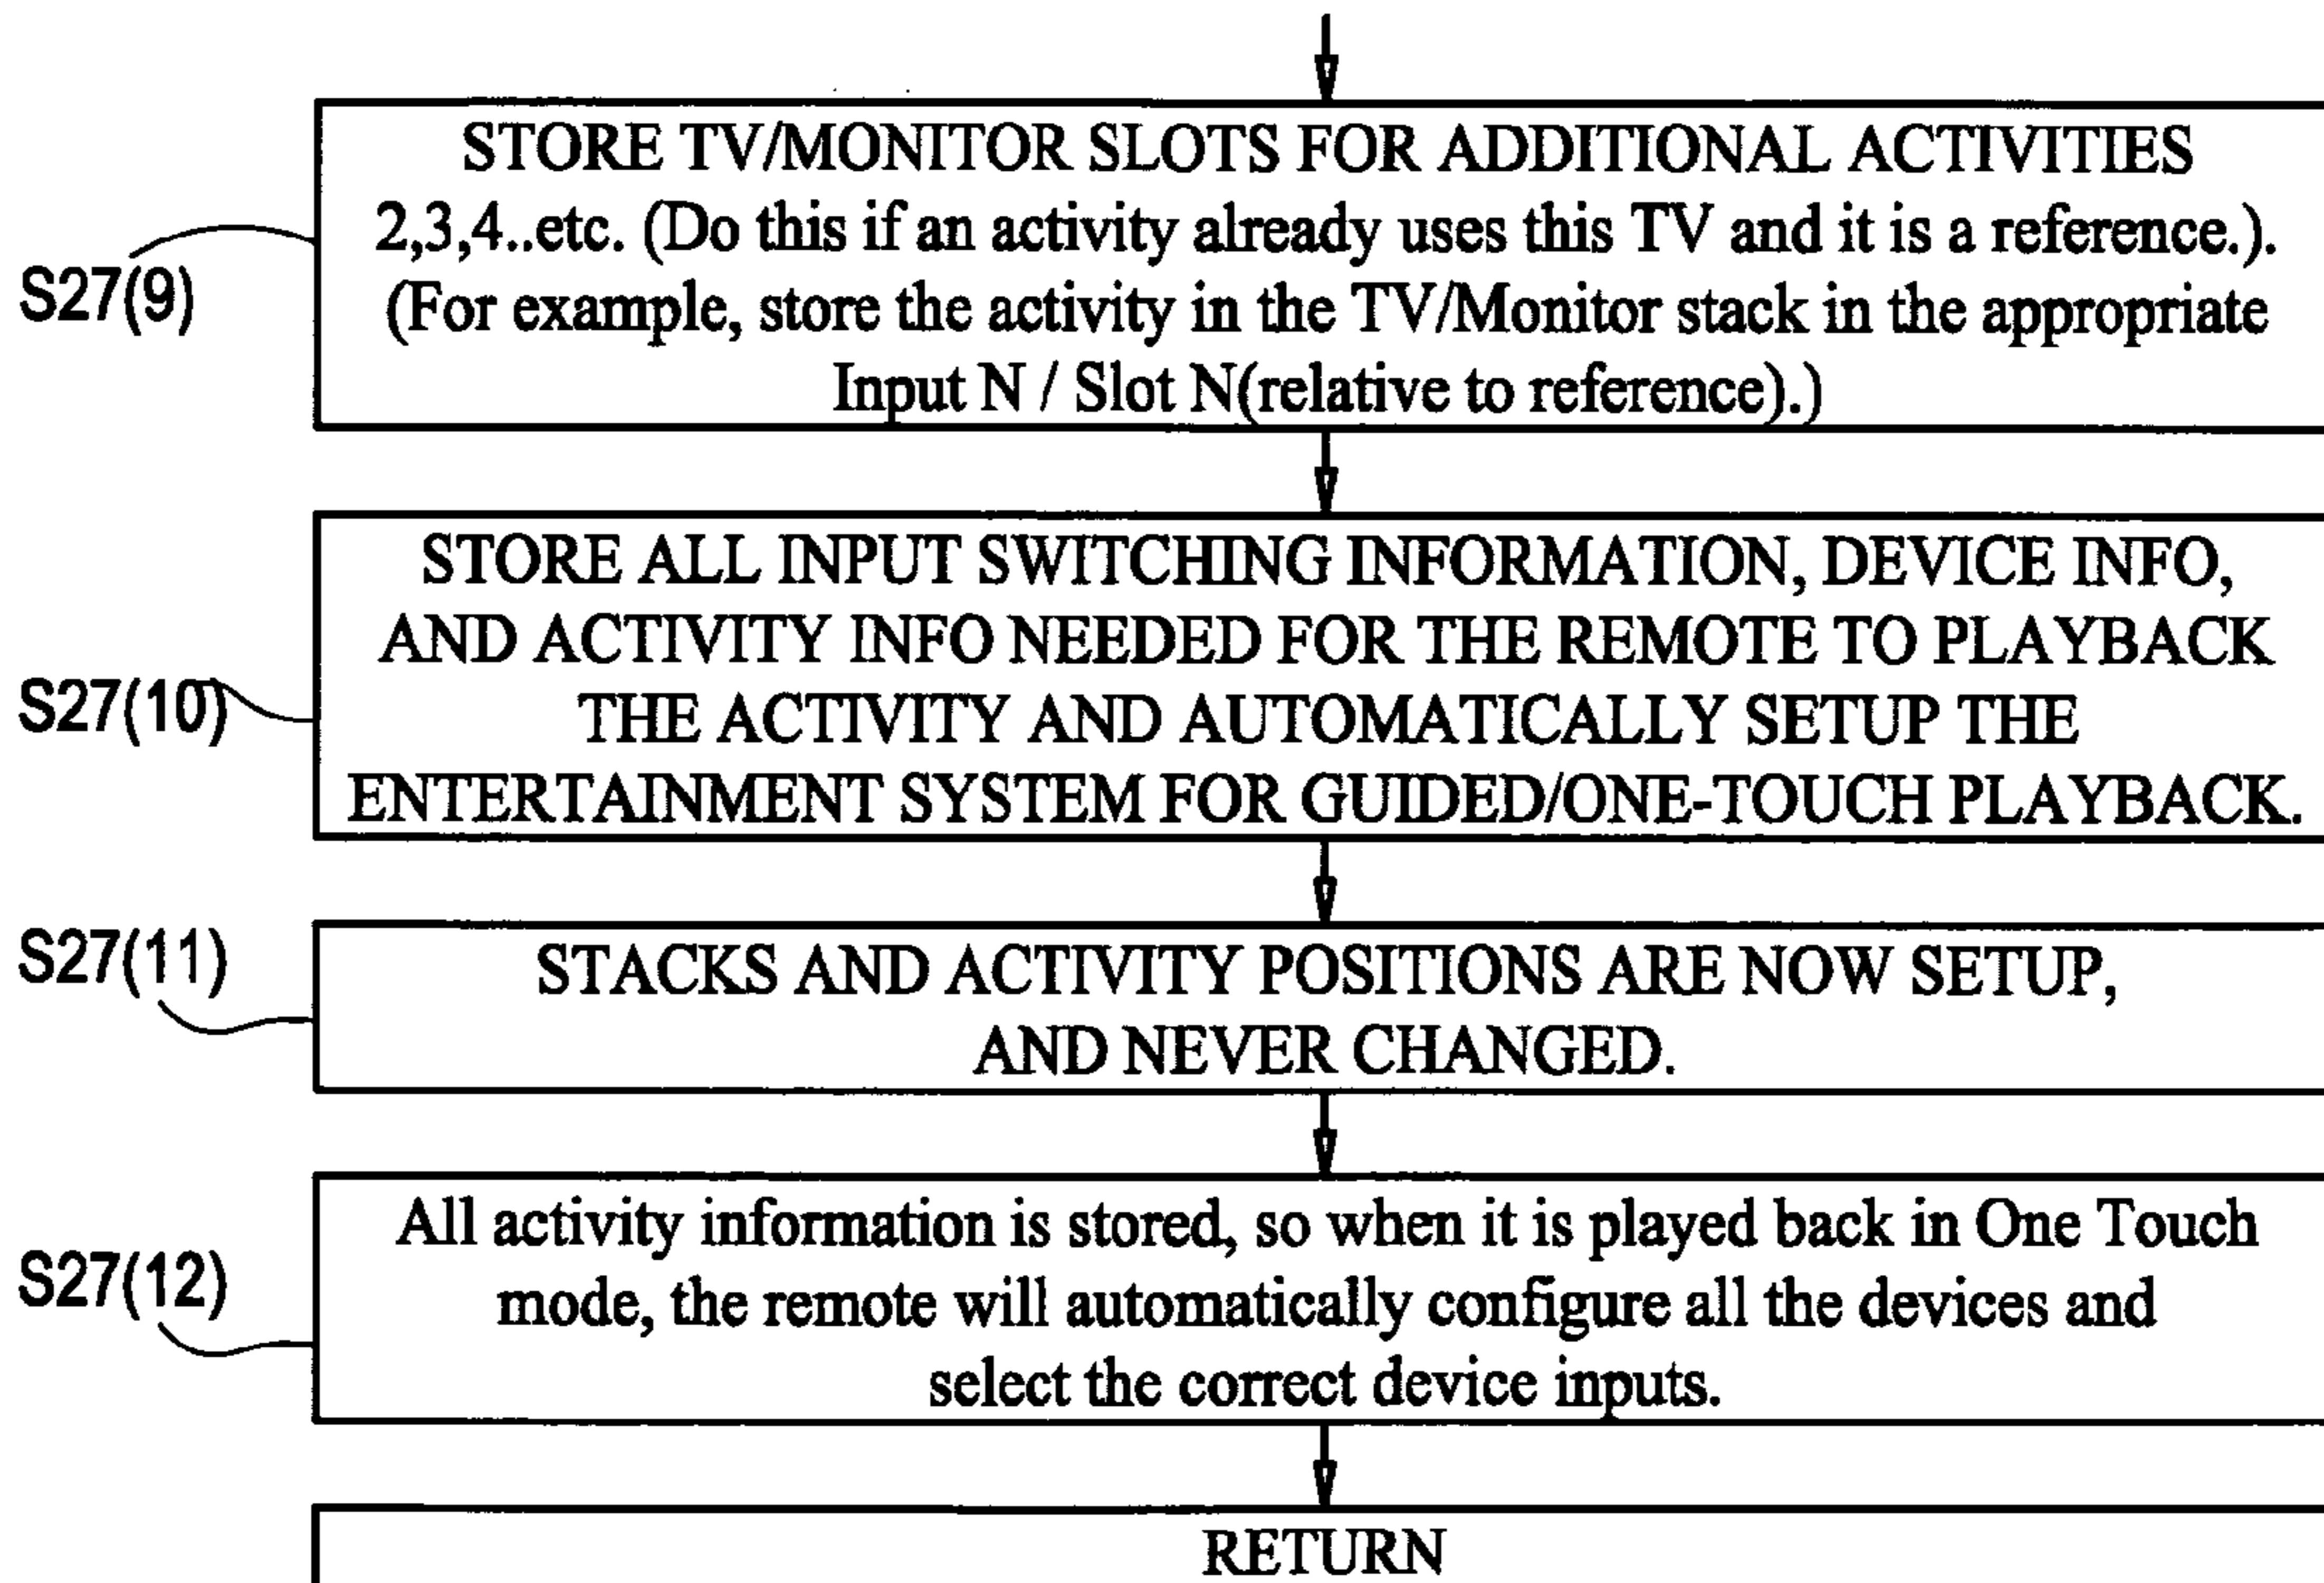 STORE TV/MONITOR SLOTS FOR ADDITIONAL ACTIVITIES
2,3,4..etc. (Do this if an activity already uses this TV and it is a reference.).
(For example, store the activity in the TV/Monitor stack in the appropriate
Input N / Slot N(relative to reference).)
S27(9)
STORE ALL INPUT SWITCHING INFORMATION, DEVICE INFO,
AND ACTIVITY INFO NEEDED FOR THE REMOTE TO PLAYBACK
THE ACTIVITY AND AUTOMATICALLY SETUP THE
ENTERTAINMENT SYSTEM FOR GUIDED/ONE-TOUCH PLAYBACK.
S27(10)
STACKS AND ACTIVITY POSITIONS ARE NOW SETUP,
AND NEVER CHANGED.
S27(11)
All activity information is stored, so when it is played back in One Touch
mode, the remote will automatically configure all the devices and
select the correct device inputs.
S27(12)
RETURN